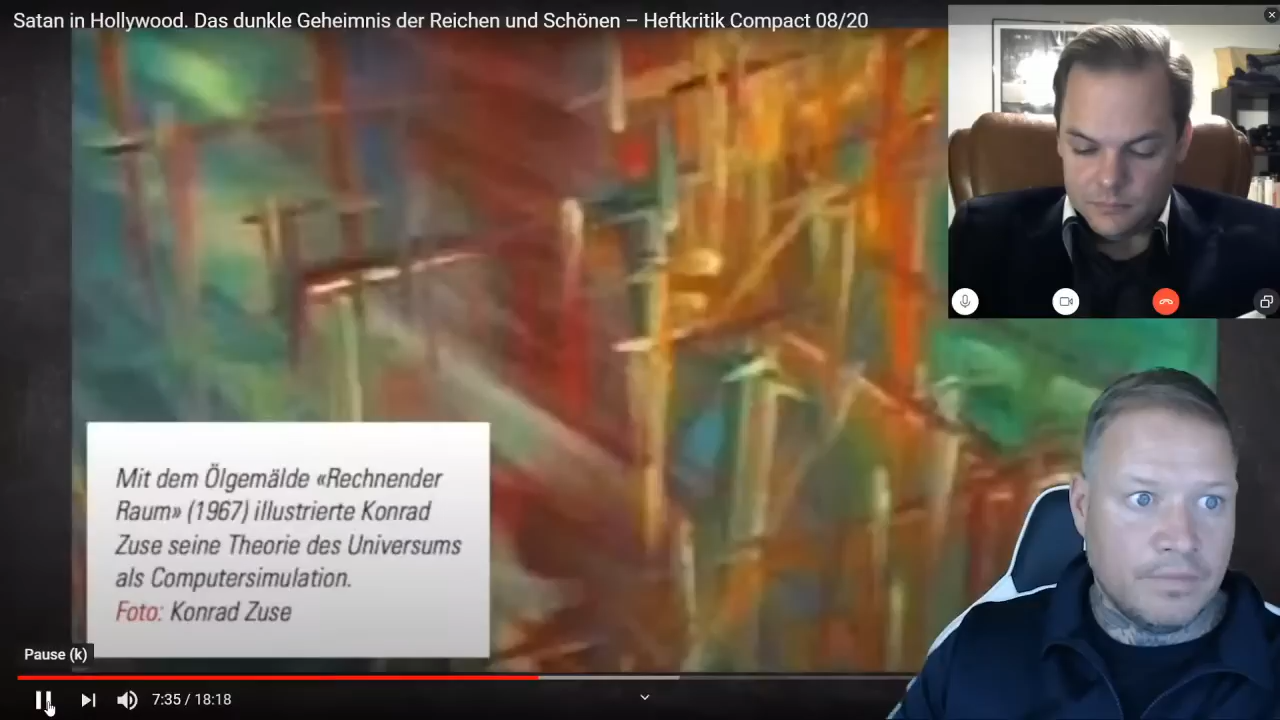 Satan in Hollywood. Das dunkle Geheimnis der Reichen und Schönen – Heftkritik Compact 08/20
Mit dem Ölgemälde «Rechnender
Raum» (1967) illustrierte Konrad
Zuse seine Theorie des Universums
als Computersimulation.
Foto: Konrad Zuse
Pause (k)
7:35 / 18:18